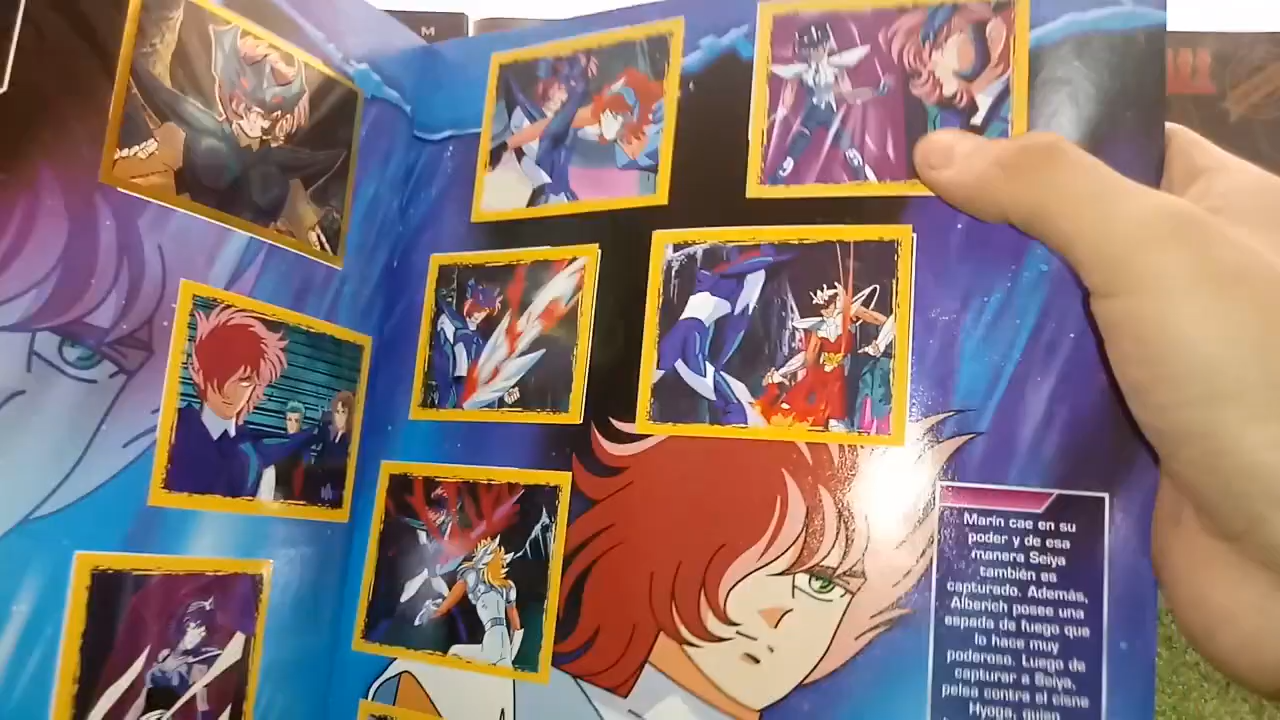 M
Marín cae en su
poder y de esa
manera Seiya
también es
capturado. Además,
Alberich posee una
espada de fuego que
lo hace muy
poderoso. Luego de
capturar a Seiya,
pelea contra el cisne
Hyoga, quien